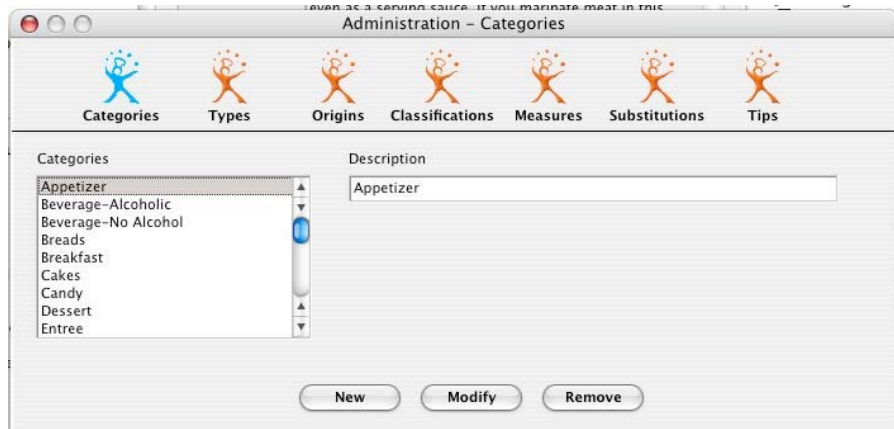 even as a serving sauce. If you marinate meat in this
Administration – Categories
Categories Types Origins Classifications Measures Substitutions Tips
Categories Description
Appetizer Appetizer
Beverage–Alcoholic
Beverage–No Alcohol
Breads
Breakfast
Cakes
Candy
Dessert
Entree
New Modify Remove